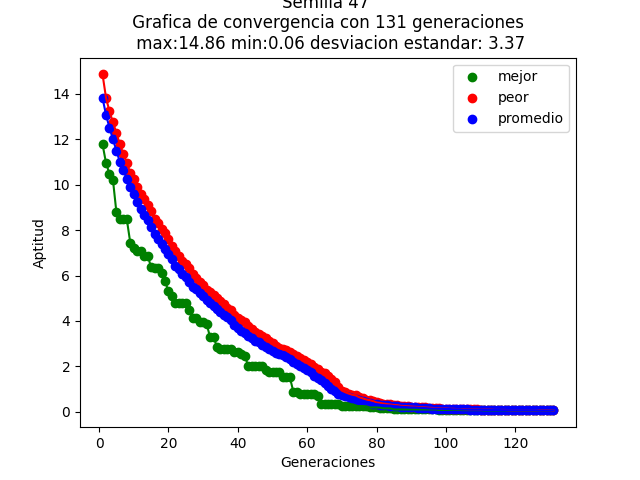 Semilla 47
Grafica de convergencia con 131 generaciones
max:14.86 min:0.06 desviacion estandar: 3.37
mejor
peor
promedio
14
12
10
8
6
4
2
0
Aptitud
0 20 40 60 80 100 120
Generaciones